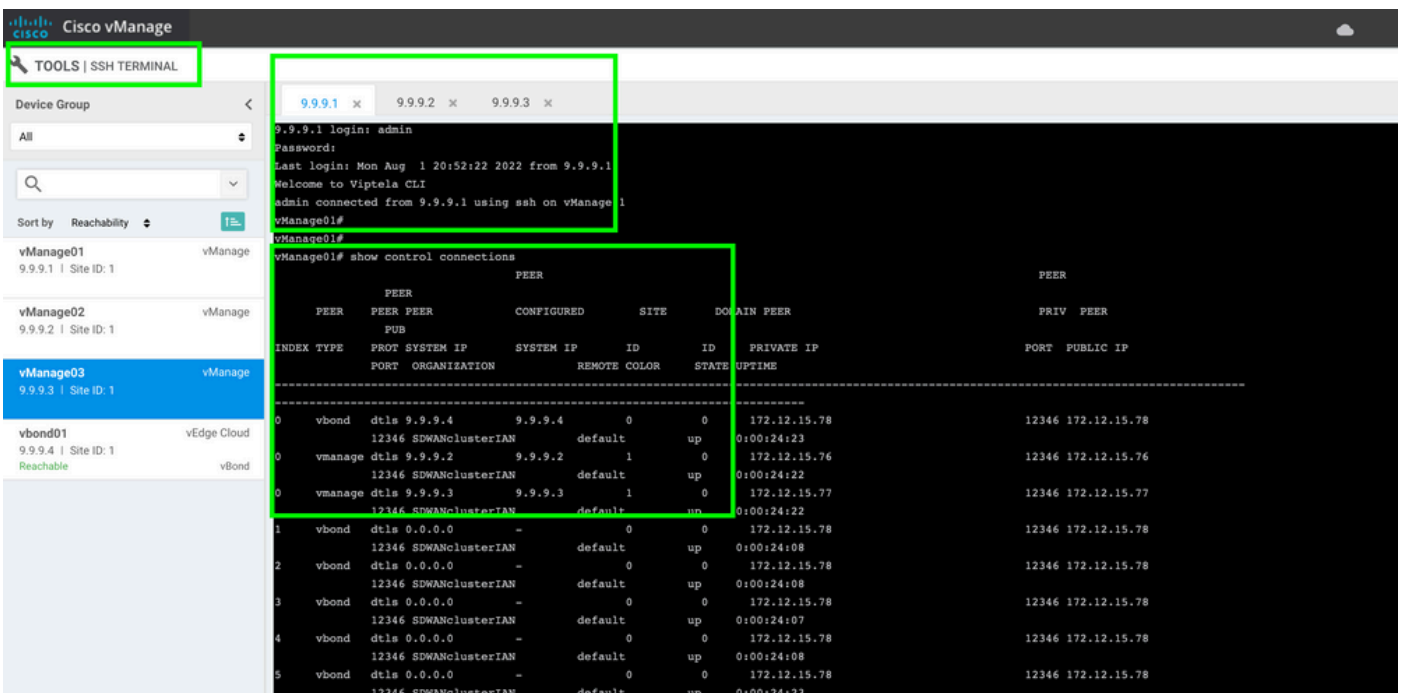 CISCO Cisco vManage
TOOLS | SSH TERMINAL
Device Group
All
Sort by Reachability
vManage01 vManage
9.9.9.1 | Site ID: 1
vManage02 vManage
9.9.9.2 | Site ID: 1
vManage03 vManage
9.9.9.3 | Site ID: 1
vbond01 vEdge Cloud
9.9.9.4 | Site ID: 1
Reachable vBond
9.9.9.1 × 9.9.9.2 × 9.9.9.3 ×
9.9.9.1 login: admin
Password:
Last login: Mon Aug 1 20:52:22 2022 from 9.9.9.1
Welcome to Viptela CLI
admin connected from 9.9.9.1 using ssh on vManage 1
vManage01#
vManage01#
vManage01# show control connections
PEER PEER
PEER
PEER PEER PEER CONFIGURED SITE DOMAIN PEER PRIV PEER
PUB
INDEX TYPE PROT SYSTEM IP SYSTEM IP ID ID PRIVATE IP PORT PUBLIC IP
PORT ORGANIZATION REMOTE COLOR STATE UPTIME
0 vbond dtls 9.9.9.4 9.9.9.4 0 0 172.12.15.78 12346 172.12.15.78
12346 SDWANclusterIAN default up 0:00:24:23
0 vmanage dtls 9.9.9.2 9.9.9.2 1 0 172.12.15.76 12346 172.12.15.76
12346 SDWANclusterIAN default up 0:00:24:22
0 vmanage dtls 9.9.9.3 9.9.9.3 1 0 172.12.15.77 12346 172.12.15.77
12346 SDWANclusterIAN default up 0:00:24:22
1 vbond dtls 0.0.0.0 - 0 0 172.12.15.78 12346 172.12.15.78
12346 SDWANclusterIAN default up 0:00:24:08
2 vbond dtls 0.0.0.0 - 0 0 172.12.15.78 12346 172.12.15.78
12346 SDWANclusterIAN default up 0:00:24:08
3 vbond dtls 0.0.0.0 - 0 0 172.12.15.78 12346 172.12.15.78
12346 SDWANclusterIAN default up 0:00:24:07
4 vbond dtls 0.0.0.0 - 0 0 172.12.15.78 12346 172.12.15.78
12346 SDWANclusterIAN default up 0:00:24:08
5 vbond dtls 0.0.0.0 - 0 0 172.12.15.78 12346 172.12.15.78
12346 SDWANclusterIAN default up 0:00:24:23